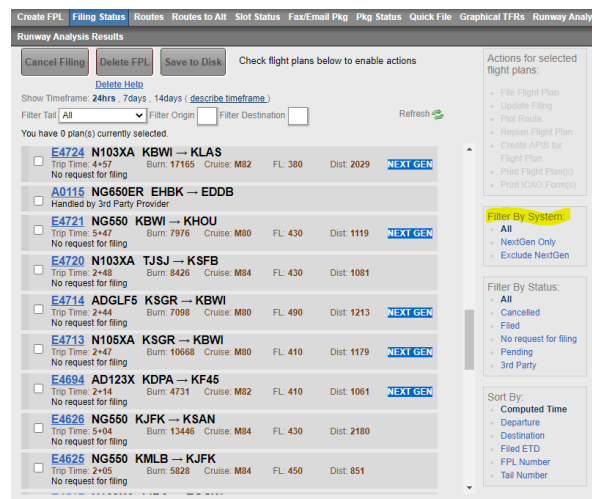 Create FPL Filing Status Routes Routes to Alt Slot Status Fax/Email Pkg Pkg Status Quick File Graphical TFRs Runway Analy
Runway Analysis Results
Cancel Filing Delete FPL Save to Disk Check flight plans below to enable actions
Delete Help
Show Timeframe: 24hrs , 7days , 14days ( describe timeframe )
Filter Tail All Filter Origin Filter Destination Refresh
You have 0 plan(s) currently selected.
E4724 N103XA KBWI → KLAS
Trip Time: 4+57 Burn: 17165 Cruise: M82 FL: 380 Dist: 2029 NEXT GEN
No request for filing
A0115 NG650ER EHBK → EDDB
Handled by 3rd Party Provider
E4721 NG550 KBWI → KHOU
Trip Time: 5+47 Burn: 7976 Cruise: M80 FL: 430 Dist: 1119 NEXT GEN
No request for filing
E4720 N103XA TJSJ → KSFB
Trip Time: 2+48 Burn: 8426 Cruise: M84 FL: 430 Dist: 1081
No request for filing
E4714 ADGLF5 KSGR → KBWI
Trip Time: 2+44 Burn: 7098 Cruise: M80 FL: 490 Dist: 1213 NEXT GEN
No request for filing
E4713 N105XA KSGR → KBWI
Trip Time: 2+47 Burn: 10668 Cruise: M80 FL: 410 Dist: 1179 NEXT GEN
No request for filing
E4694 AD123X KDPA → KF45
Trip Time: 2+14 Burn: 4731 Cruise: M82 FL: 410 Dist: 1061 NEXT GEN
No request for filing
E4626 NG550 KJFK → KSAN
Trip Time: 5+04 Burn: 13446 Cruise: M84 FL: 430 Dist: 2180
No request for filing
E4625 NG550 KMLB → KJFK
Trip Time: 2+05 Burn: 5828 Cruise: M84 FL: 450 Dist: 851
No request for filing
Actions for selected
flight plans:
File Flight Plan
Update Filing
Plot Route
Replan Flight Plan
Create APIS for
Flight Plan
Print Flight Plan(s)
Print ICAO Form(s)
Filter By System:
All
NextGen Only
Exclude NextGen
Filter By Status:
All
Cancelled
Filed
No request for filing
Pending
3rd Party
Sort By:
Computed Time
Departure
Destination
Filed ETD
FPL Number
Tail Number